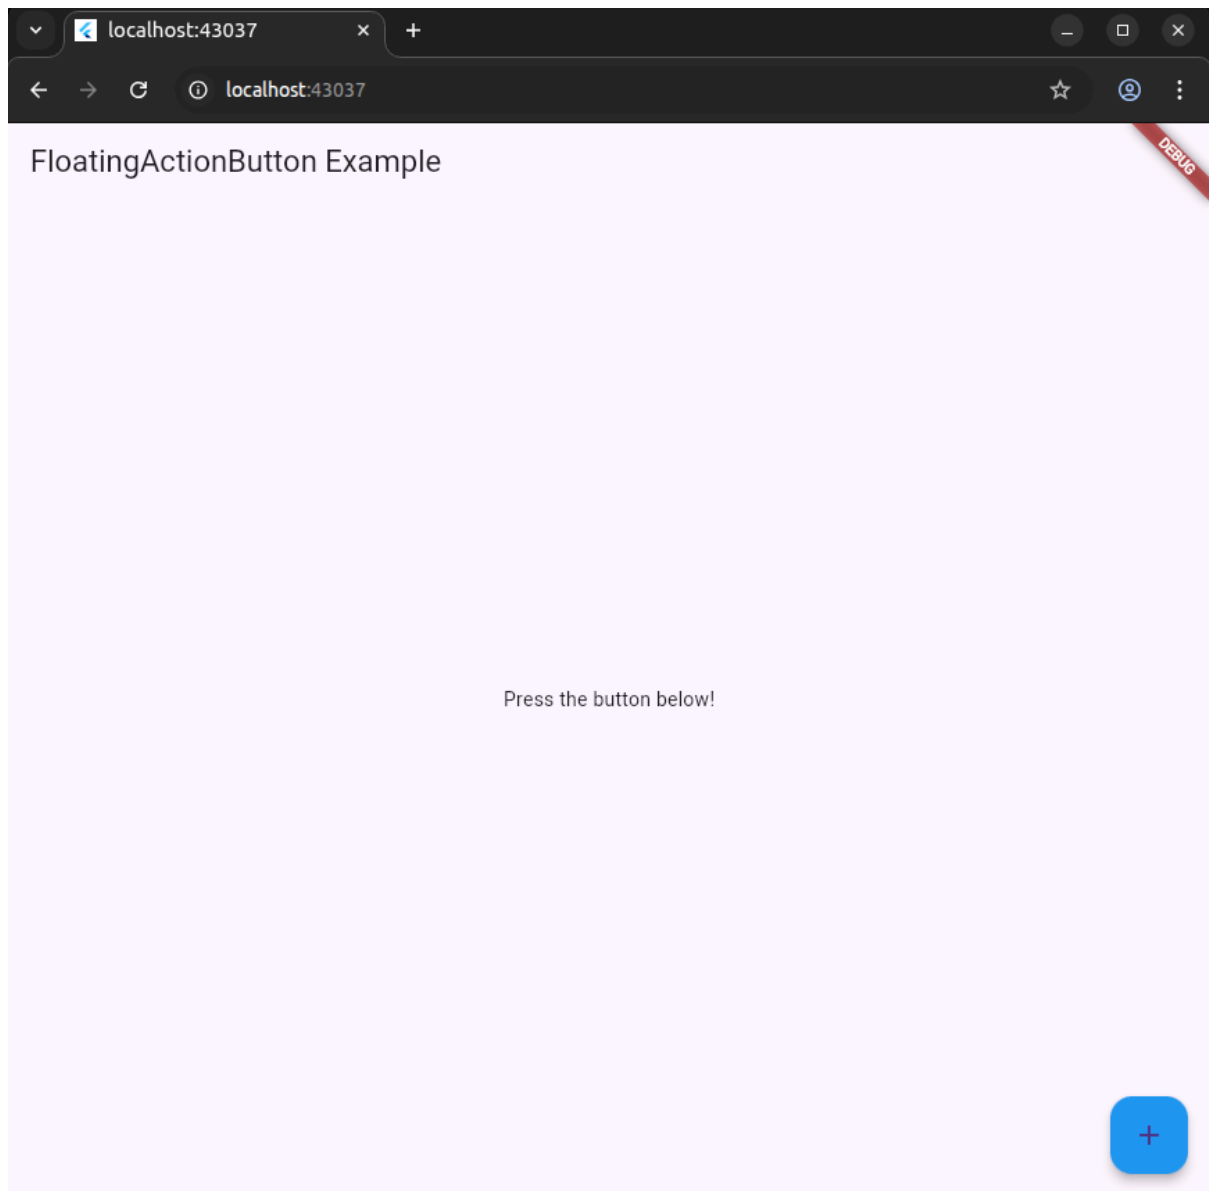 localhost:43037
localhost:43037
FloatingActionButton Example
DEBUG
Press the button below!